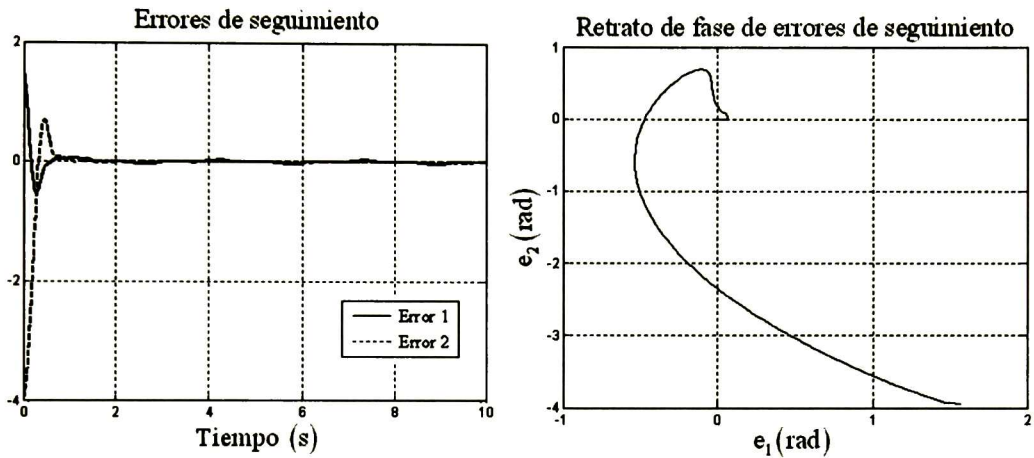 Errores de seguimiento
2
0
-2
-4
0
2
4
6
8
10
Tiempo (s)
Error 1
Error 2
Retrato de fase de errores de seguimiento
1
0
-1
-2
-3
-4
-1
0
1
2
e₂(rad)
e₁(rad)